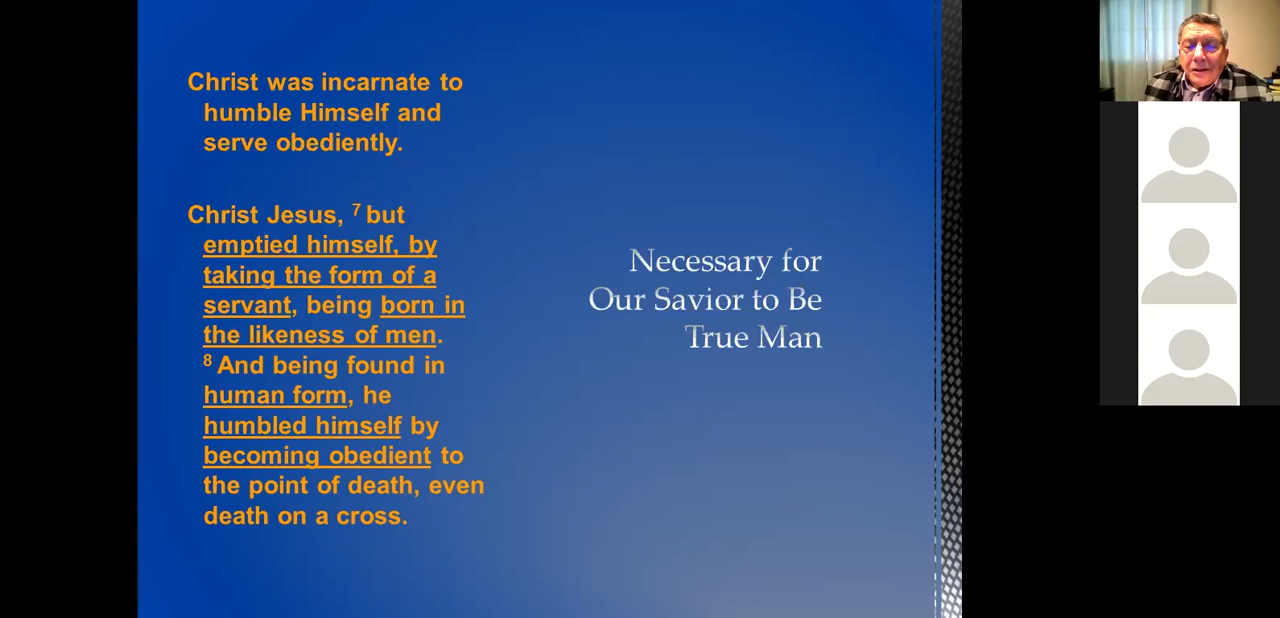 Christ was incarnate to
humble Himself and
serve obediently.
Christ Jesus, 7 but
emptied himself, by
taking the form of a
servant, being born in
the likeness of men.
8 And being found in
human form, he
humbled himself by
becoming obedient to
the point of death, even
death on a cross.
Necessary for
Our Savior to Be
True Man